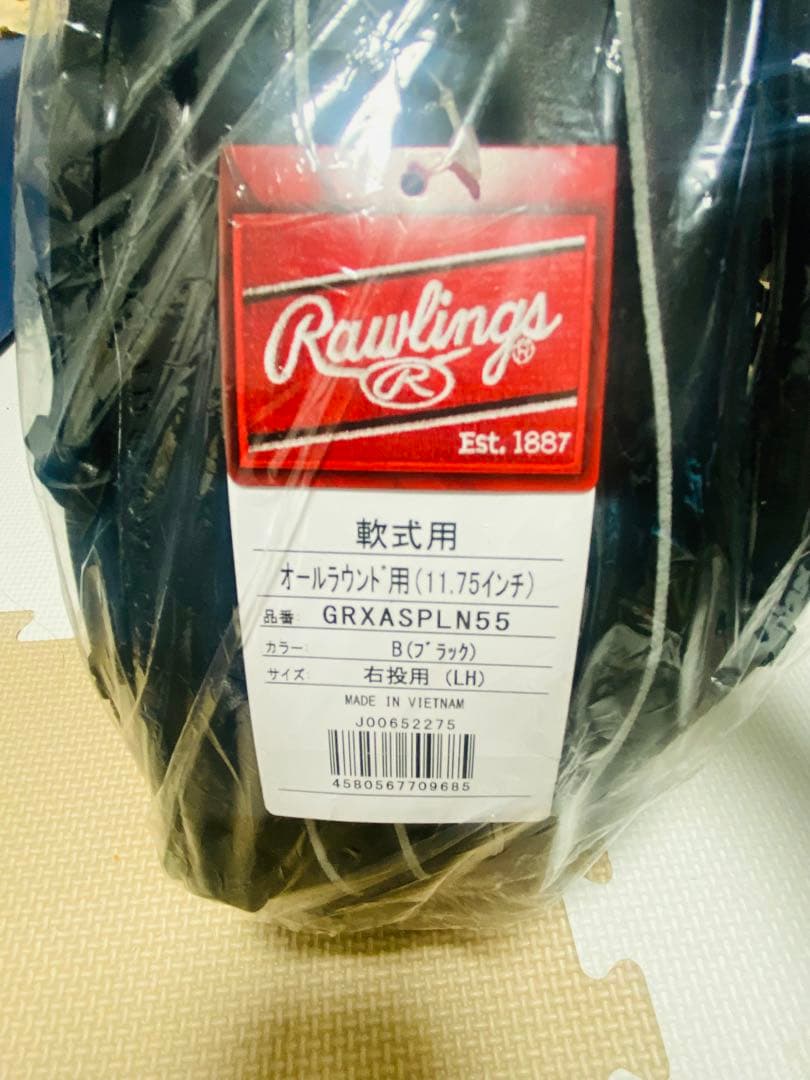 Rawlings®
R
Est. 1887
軟式用
オールラウンド用(11.75インチ)
品番: GRXASPLN55
カラー: B(ブラック)
サイズ: 右投用 (LH)
MADE IN VIETNAM
J00652275
4580567709685